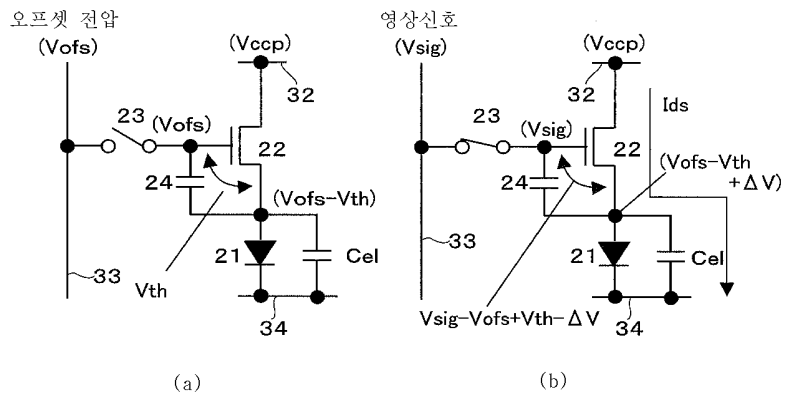 오프셋 전압
(Vofs)
(Vccp)
32
23
(Vofs)
22
24
(Vofs-Vth)
21
Cel
33
Vth
34
(a)
영상신호
(Vsig)
(Vccp)
32
Ids
23
(Vsig)
22
(Vofs-Vth
+ΔV)
24
21
Cel
33
Vsig-Vofs+Vth-ΔV
34
(b)